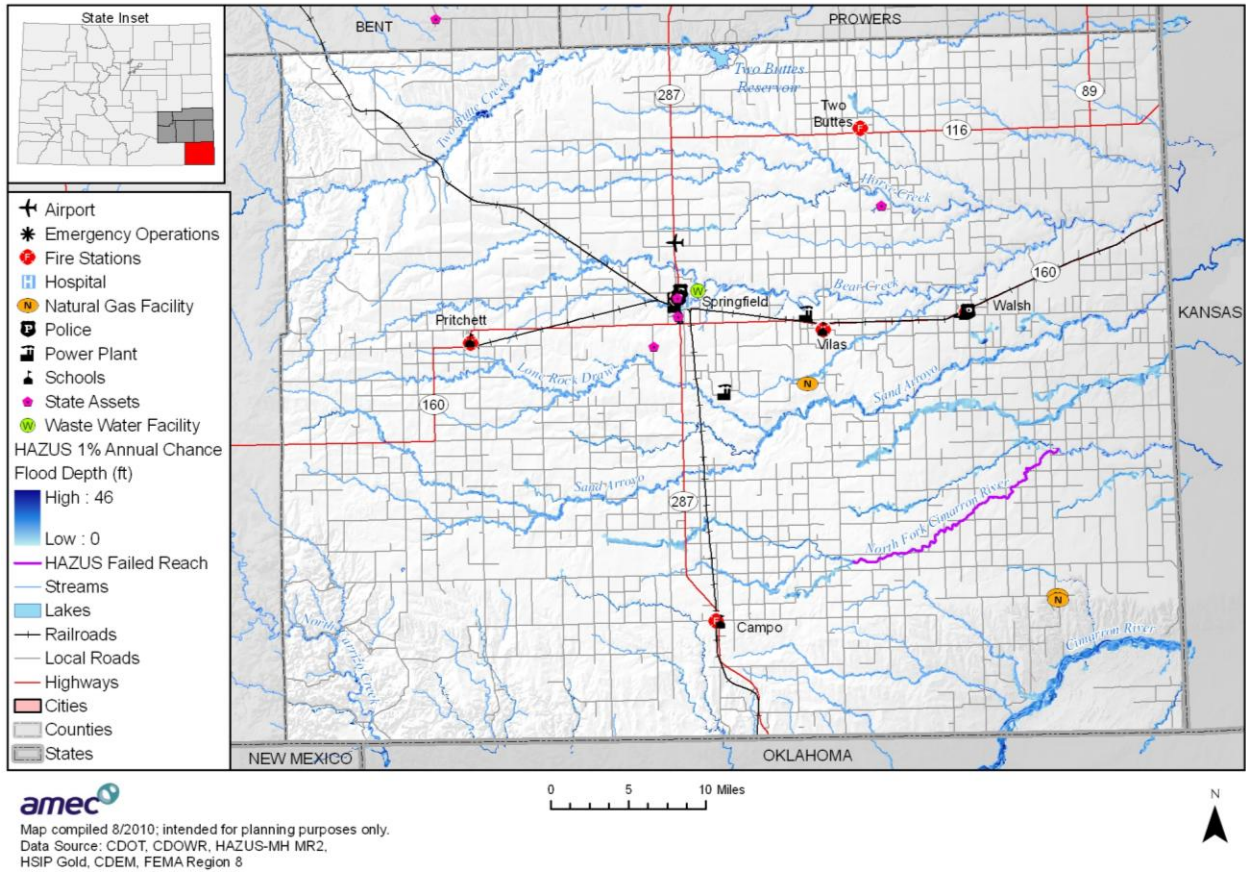 State Inset
BENT
PROWERS
Two Buttes
Reservoir
Two Butte Creek
287
89
Two
Buttes
F
116
Horse Creek
Airport
Emergency Operations
F Fire Stations
H Hospital
N Natural Gas Facility
P Police
Power Plant
Schools
State Assets
W Waste Water Facility
HAZUS 1% Annual Chance
Flood Depth (ft)
High : 46
Low : 0
HAZUS Failed Reach
Streams
Lakes
Railroads
Local Roads
Highways
Cities
Counties
States
160
Bear Creek
W
Springfield
Walsh
KANSAS
Pritchett
Vilas
Lone Rock Draw
N
Sand Arroyo
160
Sand Arroyo
287
North Fork Cimarron River
N
F
Campo
Cimarron River
North Carrizo Creek
NEW MEXICO
OKLAHOMA
amec
0 5 10 Miles
N
Map compiled 8/2010; intended for planning purposes only.
Data Source: CDOT, CDOWR, HAZUS-MH MR2,
HSIP Gold, CDEM, FEMA Region 8